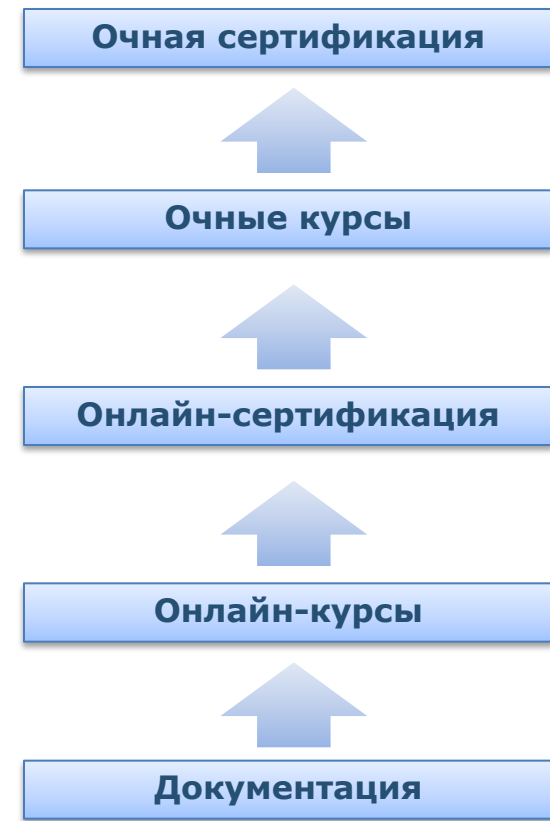 Очная сертификация
Очные курсы
Онлайн-сертификация
Онлайн-курсы
Документация